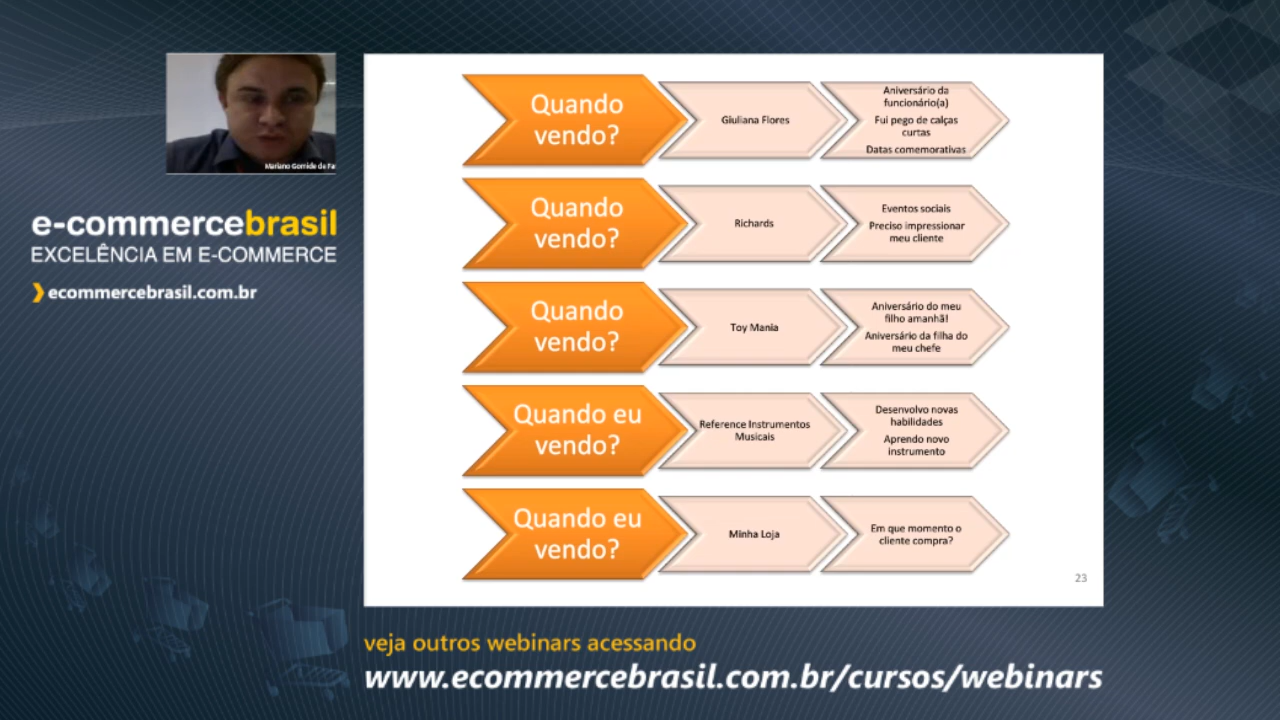 Mariano Gomide de Fa
e-commercebrasil
EXCELÊNCIA EM E-COMMERCE
ecommercebrasil.com.br
Quando
vendo?
Giuliana Flores
Aniversário da
funcionário(a)
Fui pego de calças
curtas
Datas comemorativas
Quando
vendo?
Richards
Eventos sociais
Preciso impressionar
meu cliente
Quando
vendo?
Toy Mania
Aniversário do meu
filho amanhã!
Aniversário da filha do
meu chefe
Quando eu
vendo?
Reference Instrumentos
Musicais
Desenvolvo novas
habilidades
Aprendo novo
instrumento
Quando eu
vendo?
Minha Loja
Em que momento o
cliente compra?
23
veja outros webinars acessando
www.ecommercebrasil.com.br/cursos/webinars